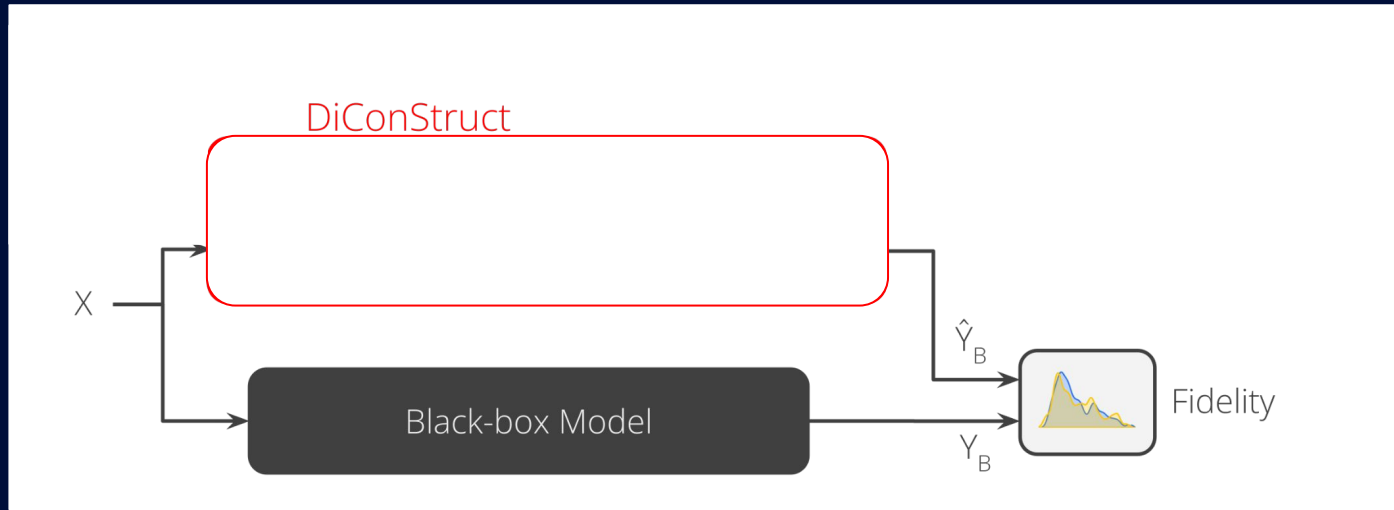 DiConStruct
X
Ŷ_B
Black-box Model
Y_B
Fidelity